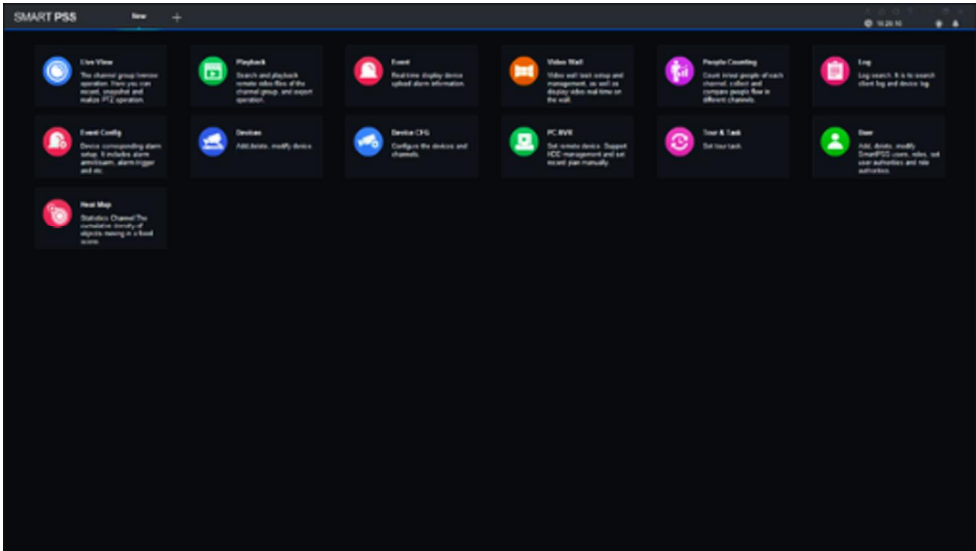 SMART PSS
New
+
Live View
The channel group preview
operation. Here you can
record, snapshot and
make PTZ operation.
Playback
Search and playback
remote video files of the
channel group, and export
operation.
Event
Real-time display device
upload alarm information.
Video Wall
Video wall task setup and
management, as well as
display video real-time on
the wall.
People Counting
Count in/out people of each
channel, collect and
compare people flow in
different channels.
Log
Log search. It is to search
client log and device log.
Event Config
Device corresponding alarm
setup. It includes alarm
arm/disarm, alarm trigger
and etc.
Devices
Add,delete, modify device.
Device CFG
Configure the devices and
channels.
PC-NVR
Set remote device. Support
HDD management and set
record plan manually.
Tour & Task
Set tour task.
User
Add, delete, modify
SmartPSS users, roles, set
user authorities and role
authorities.
Heat Map
Statistics Channel The
cumulative density of
objects moving in a fixed
scene.